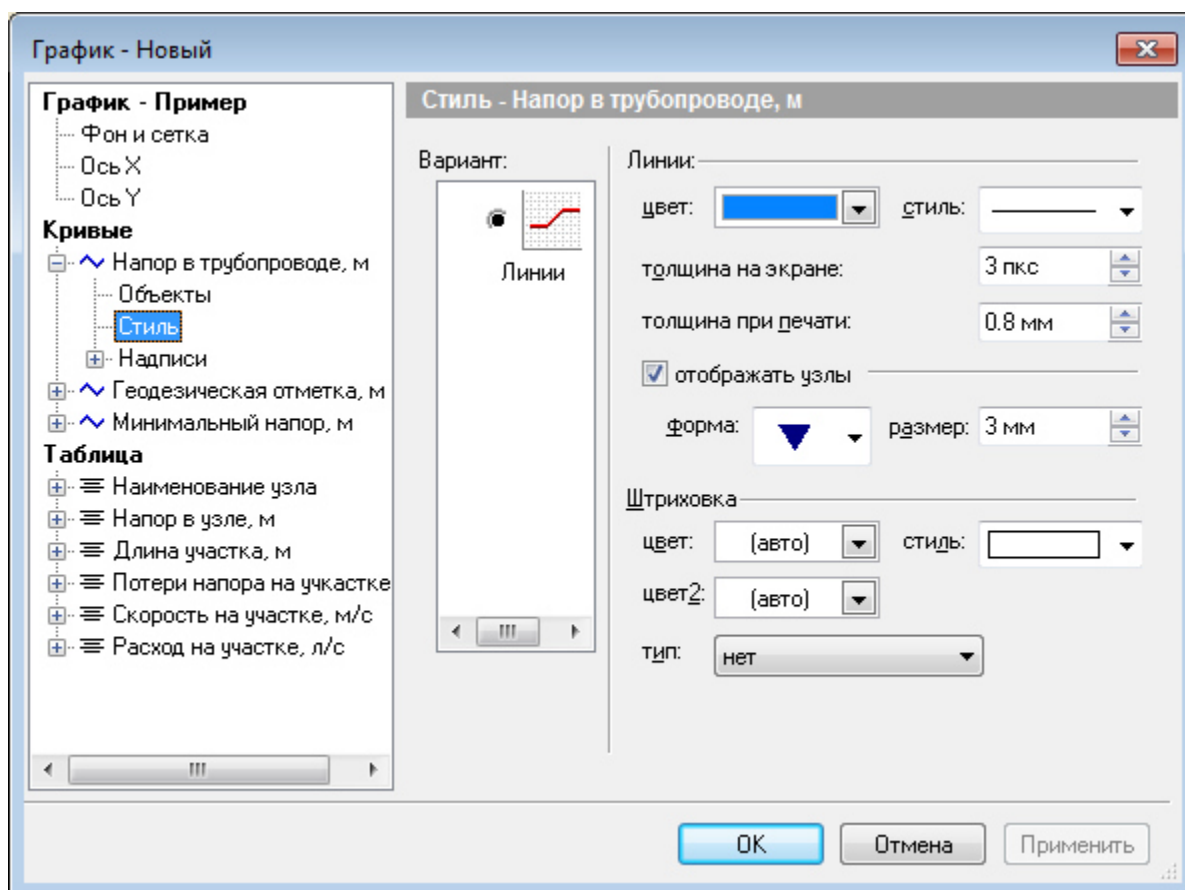 График - Новый
График - Пример
Фон и сетка
Ось X
Ось Y
Кривые
Напор в трубопроводе, м
Объекты
Стиль
Надписи
Геодезическая отметка, м
Минимальный напор, м
Таблица
Наименование узла
Напор в узле, м
Длина участка, м
Потери напора на учкастке
Скорость на участке, м/с
Расход на участке, л/с
Стиль - Напор в трубопроводе, м
Вариант:
Линии
Линии:
цвет:
стиль:
толщина на экране: 3 пкс
толщина при печати: 0.8 мм
отображать узлы
форма:
размер: 3 мм
Штриховка
цвет: (авто)
стиль:
цвет2: (авто)
тип: нет
OK
Отмена
Применить